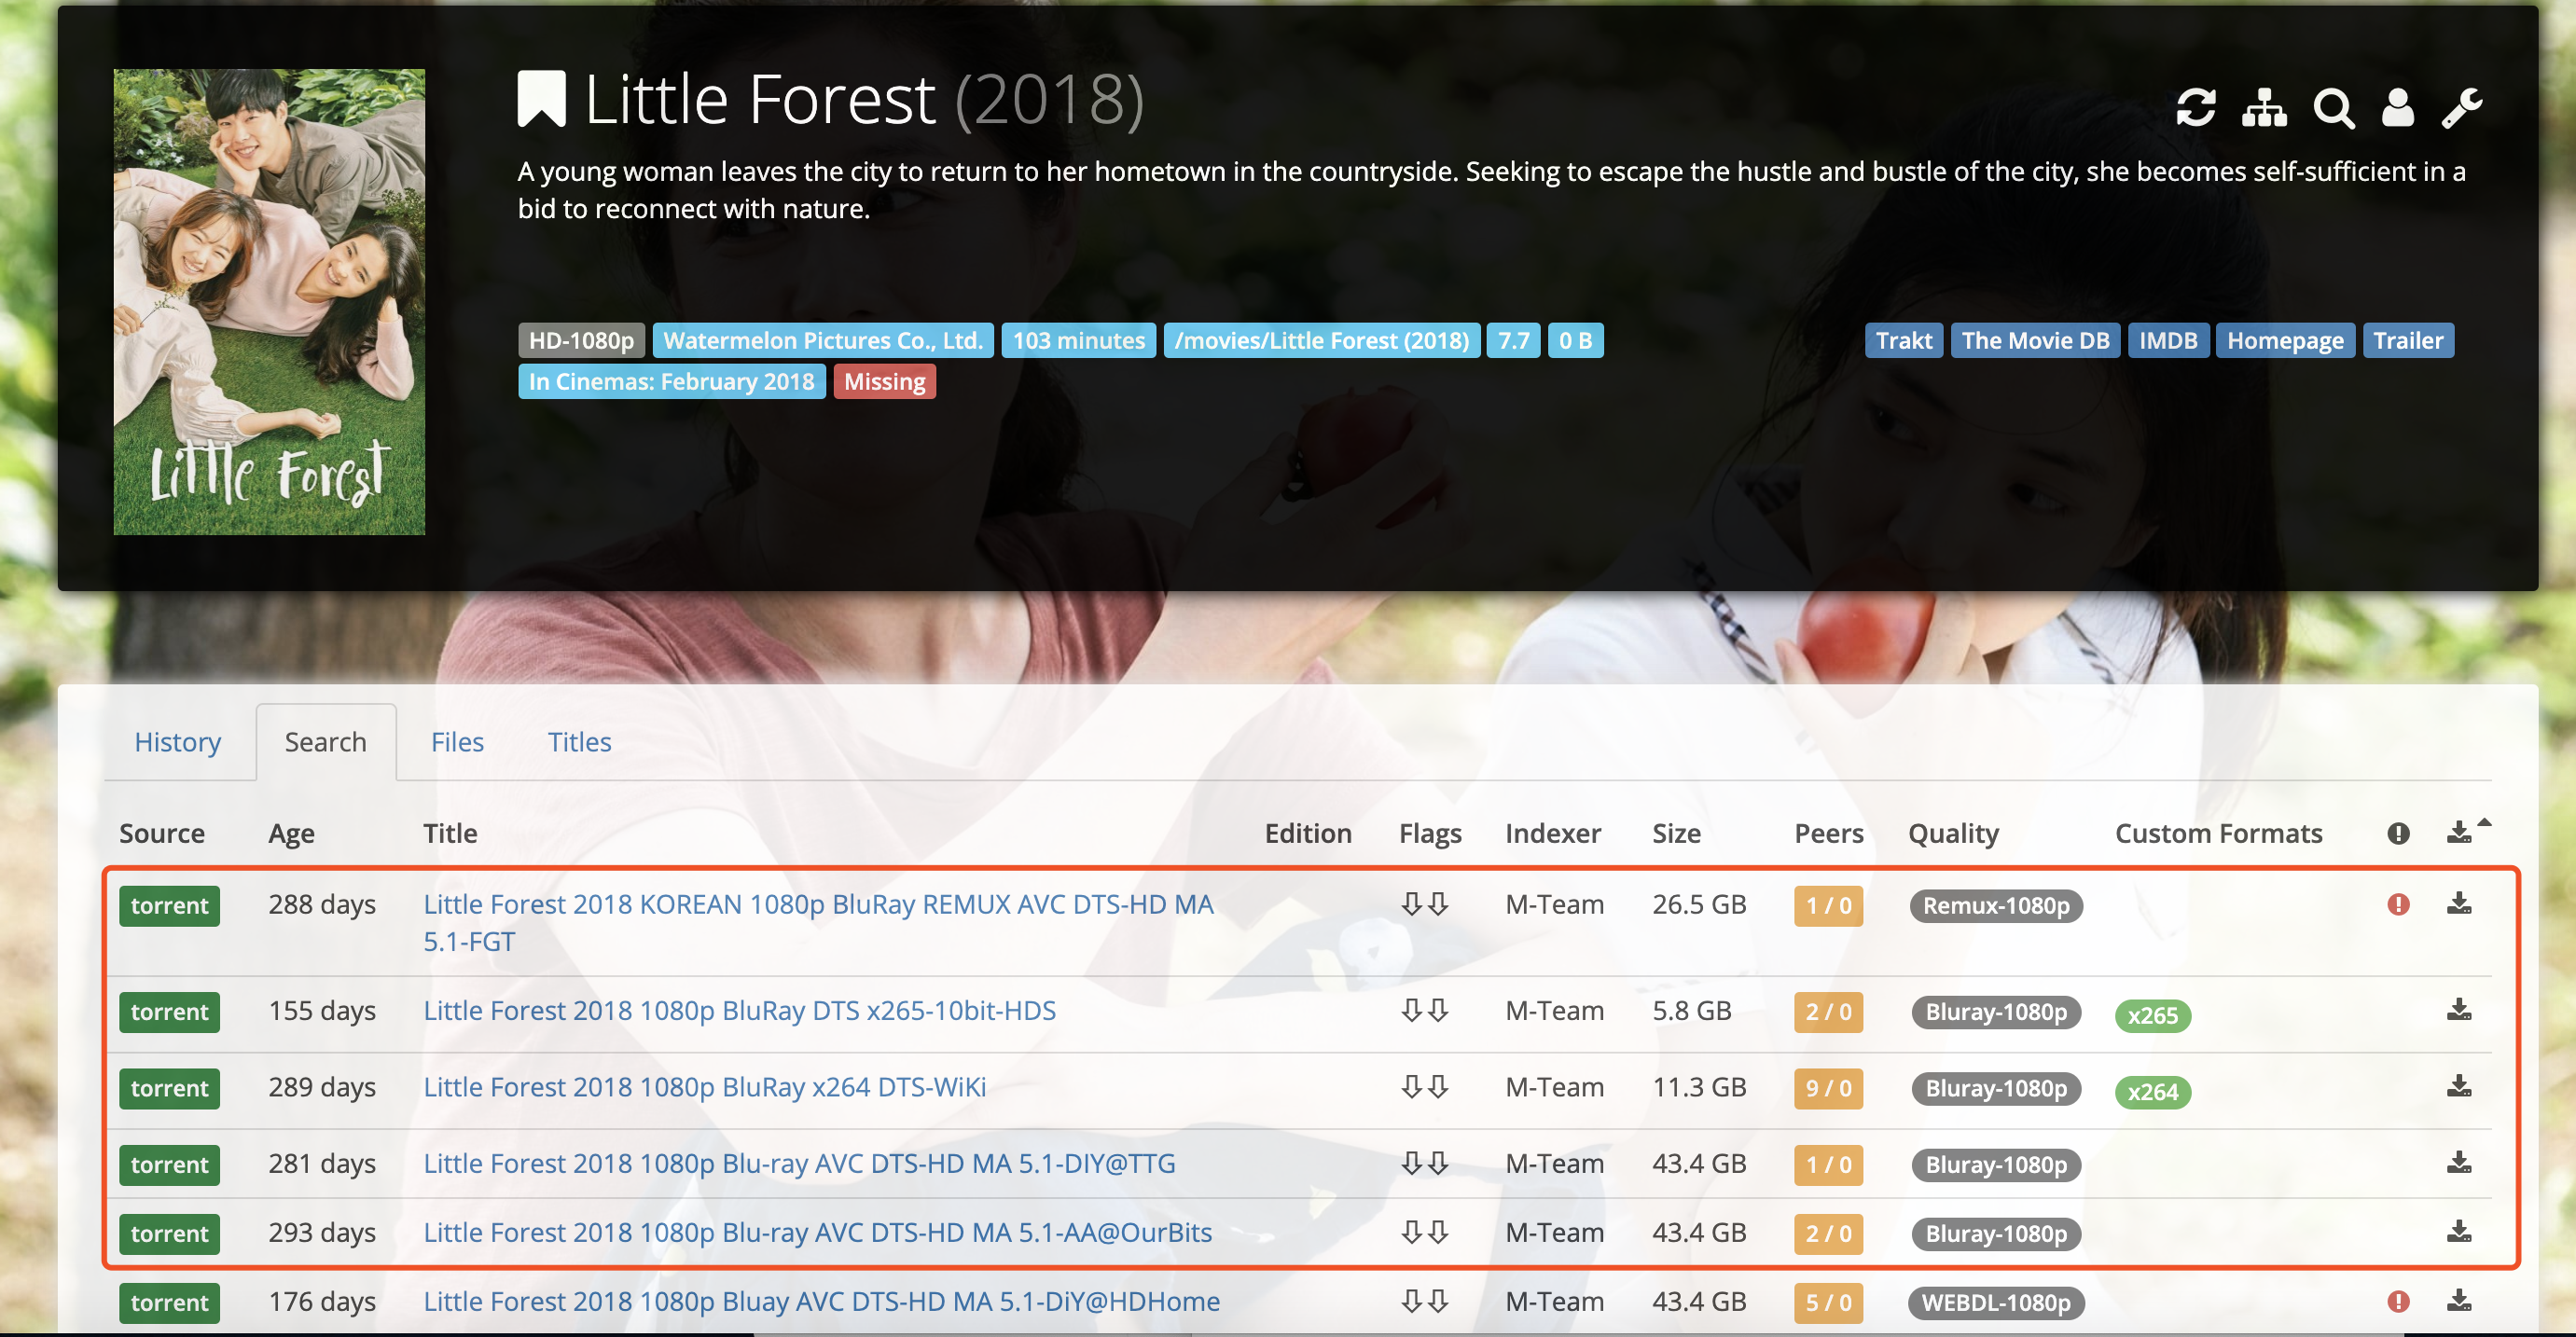 Little Forest (2018)
A young woman leaves the city to return to her hometown in the countryside. Seeking to escape the hustle and bustle of the city, she becomes self-sufficient in a
bid to reconnect with nature.
Little Forest
HD-1080p Watermelon Pictures Co., Ltd. 103 minutes /movies/Little Forest (2018) 7.7 0 B Trakt The Movie DB IMDB Homepage Trailer
In Cinemas: February 2018 Missing
History Search Files Titles
Source Age Title Edition Flags Indexer Size Peers Quality Custom Formats
torrent 288 days Little Forest 2018 KOREAN 1080p BluRay REMUX AVC DTS-HD MA M-Team 26.5 GB 1 / 0 Remux-1080p
5.1-FGT
torrent 155 days Little Forest 2018 1080p BluRay DTS x265-10bit-HDS M-Team 5.8 GB 2 / 0 Bluray-1080p x265
torrent 289 days Little Forest 2018 1080p BluRay x264 DTS-WiKi M-Team 11.3 GB 9 / 0 Bluray-1080p x264
torrent 281 days Little Forest 2018 1080p Blu-ray AVC DTS-HD MA 5.1-DIY@TTG M-Team 43.4 GB 1 / 0 Bluray-1080p
torrent 293 days Little Forest 2018 1080p Blu-ray AVC DTS-HD MA 5.1-AA@OurBits M-Team 43.4 GB 2 / 0 Bluray-1080p
torrent 176 days Little Forest 2018 1080p Bluay AVC DTS-HD MA 5.1-DiY@HDHome M-Team 43.4 GB 5 / 0 WEBDL-1080p